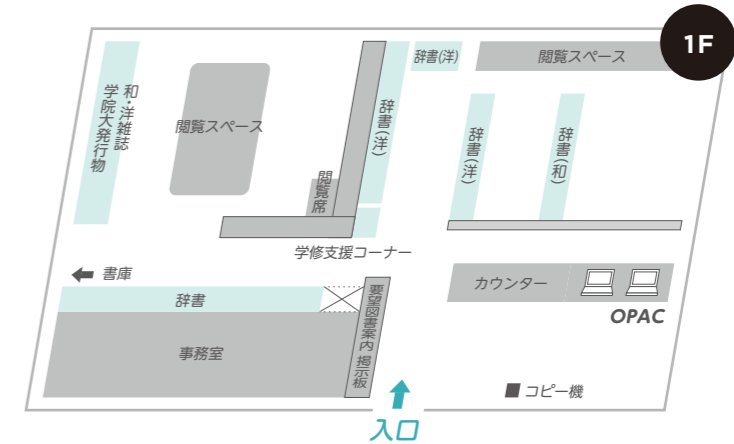 1F
辞書(洋)
閲覧スペース
和・洋雑誌
学院大発行物
閲覧スペース
辞書(洋)
辞書(洋)
辞書(和)
閲覧席
学修支援コーナー
書庫
辞書
要望図書案内 掲示板
カウンター
OPAC
事務室
コピー機
入口